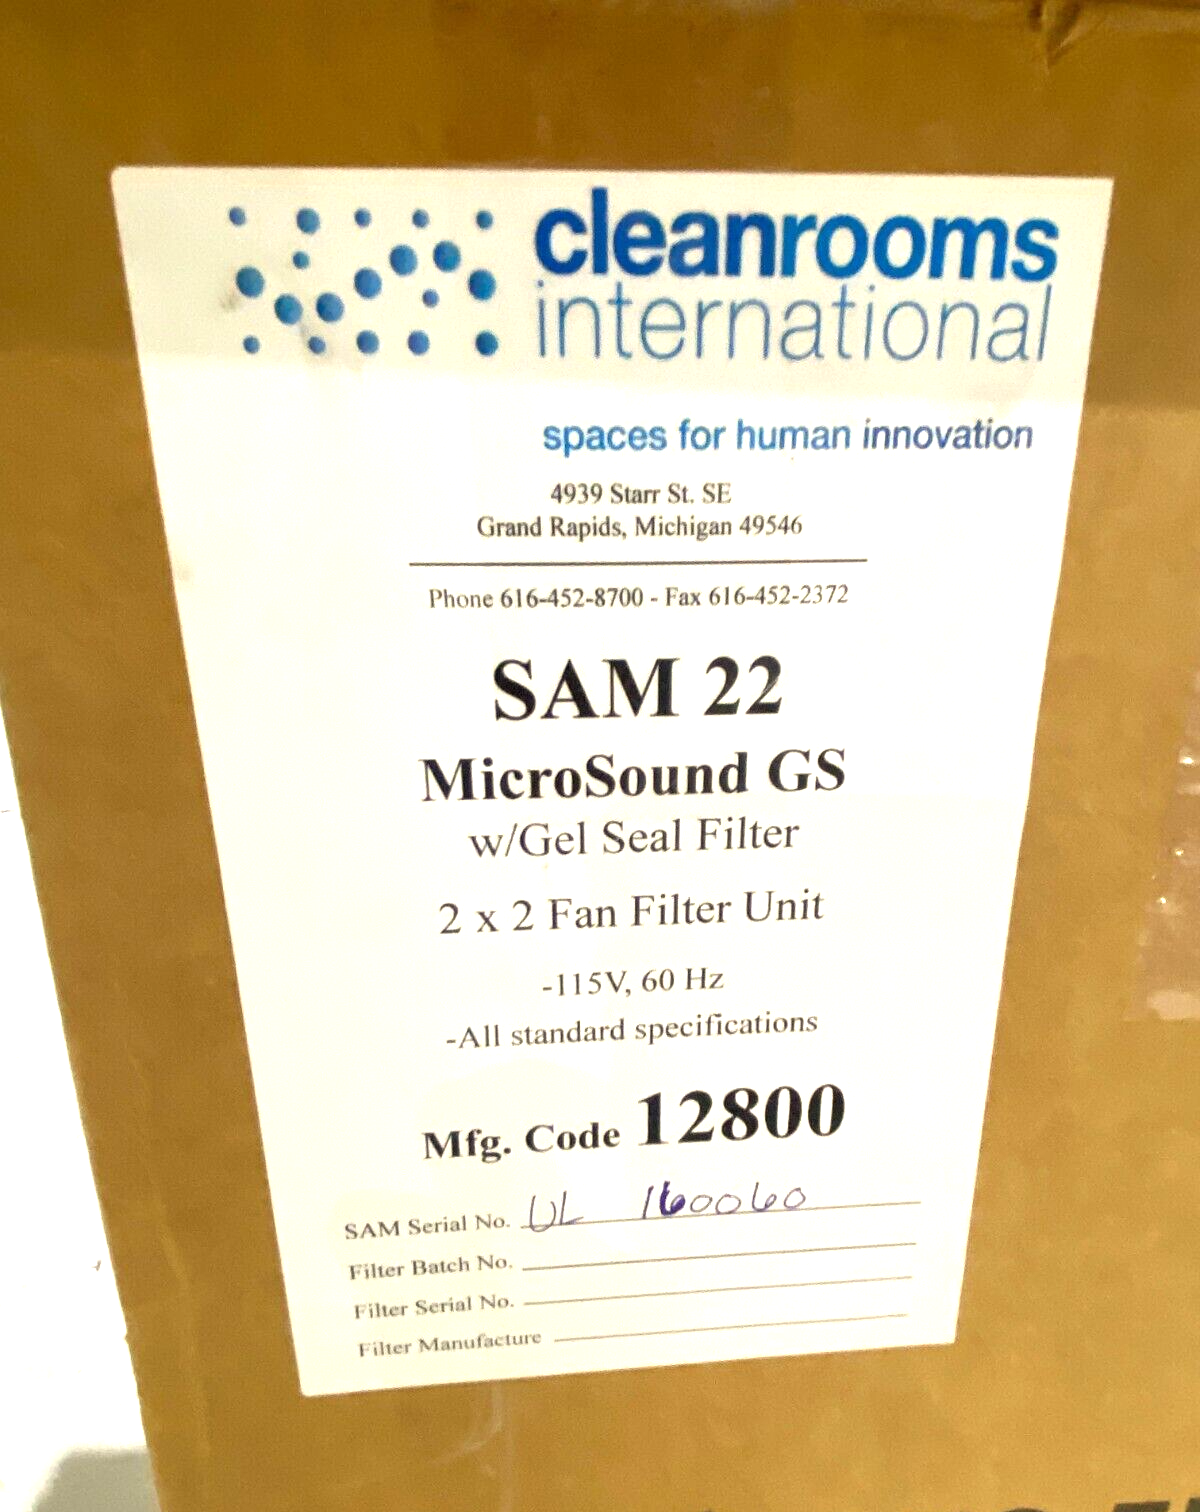 cleanrooms
international
spaces for human innovation
4939 Starr St. SE
Grand Rapids, Michigan 49546
Phone 616-452-8700 - Fax 616-452-2372
SAM 22
MicroSound GS
w/Gel Seal Filter
2 x 2 Fan Filter Unit
-115V, 60 Hz
-All standard specifications
Mfg. Code 12800
SAM Serial No. UL 160060
Filter Batch No.
Filter Serial No.
Filter Manufacture